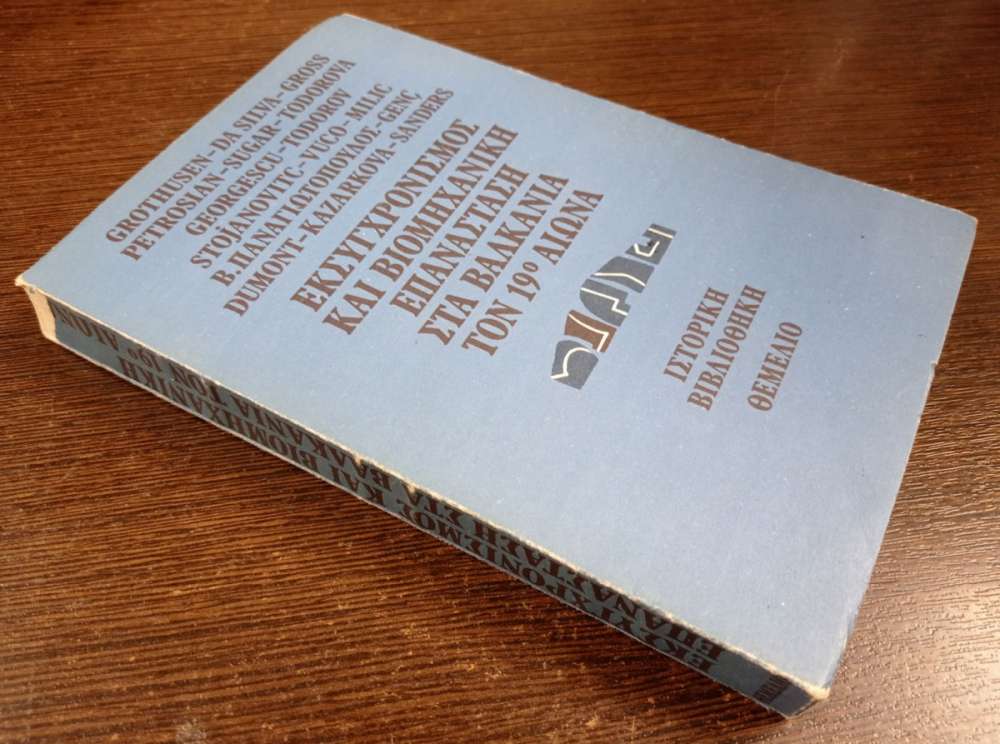 GROTHUSEN-DA SILVA-GROSS
PETROSIAN-SUGAR-TODOROVA
GEORGESCU-TODOROV
STOJANOVITC-VUCO-MILIC
Β. ΠΑΝΑΓΙΩΤΟΠΟΥΛΟΣ-GENÇ
DUMONT-KAZARKOVA-SANDERS
ΕΚΣΥΓΧΡΟΝΙΣΜΟΣ
ΚΑΙ ΒΙΟΜΗΧΑΝΙΚΗ
ΕΠΑΝΑΣΤΑΣΗ
ΣΤΑ ΒΑΛΚΑΝΙΑ
ΤΟΝ 19ο ΑΙΩΝΑ
ΙΣΤΟΡΙΚΗ
ΒΙΒΛΙΟΘΗΚΗ
ΘΕΜΕΛΙΟ
ΕΚΣΥΓΧΡΟΝΙΣΜΟΣ ΚΑΙ ΒΙΟΜΗΧΑΝΙΚΗ
ΕΠΑΝΑΣΤΑΣΗ ΣΤΑ ΒΑΛΚΑΝΙΑ ΤΟΝ 19ο ΑΙΩΝΑ